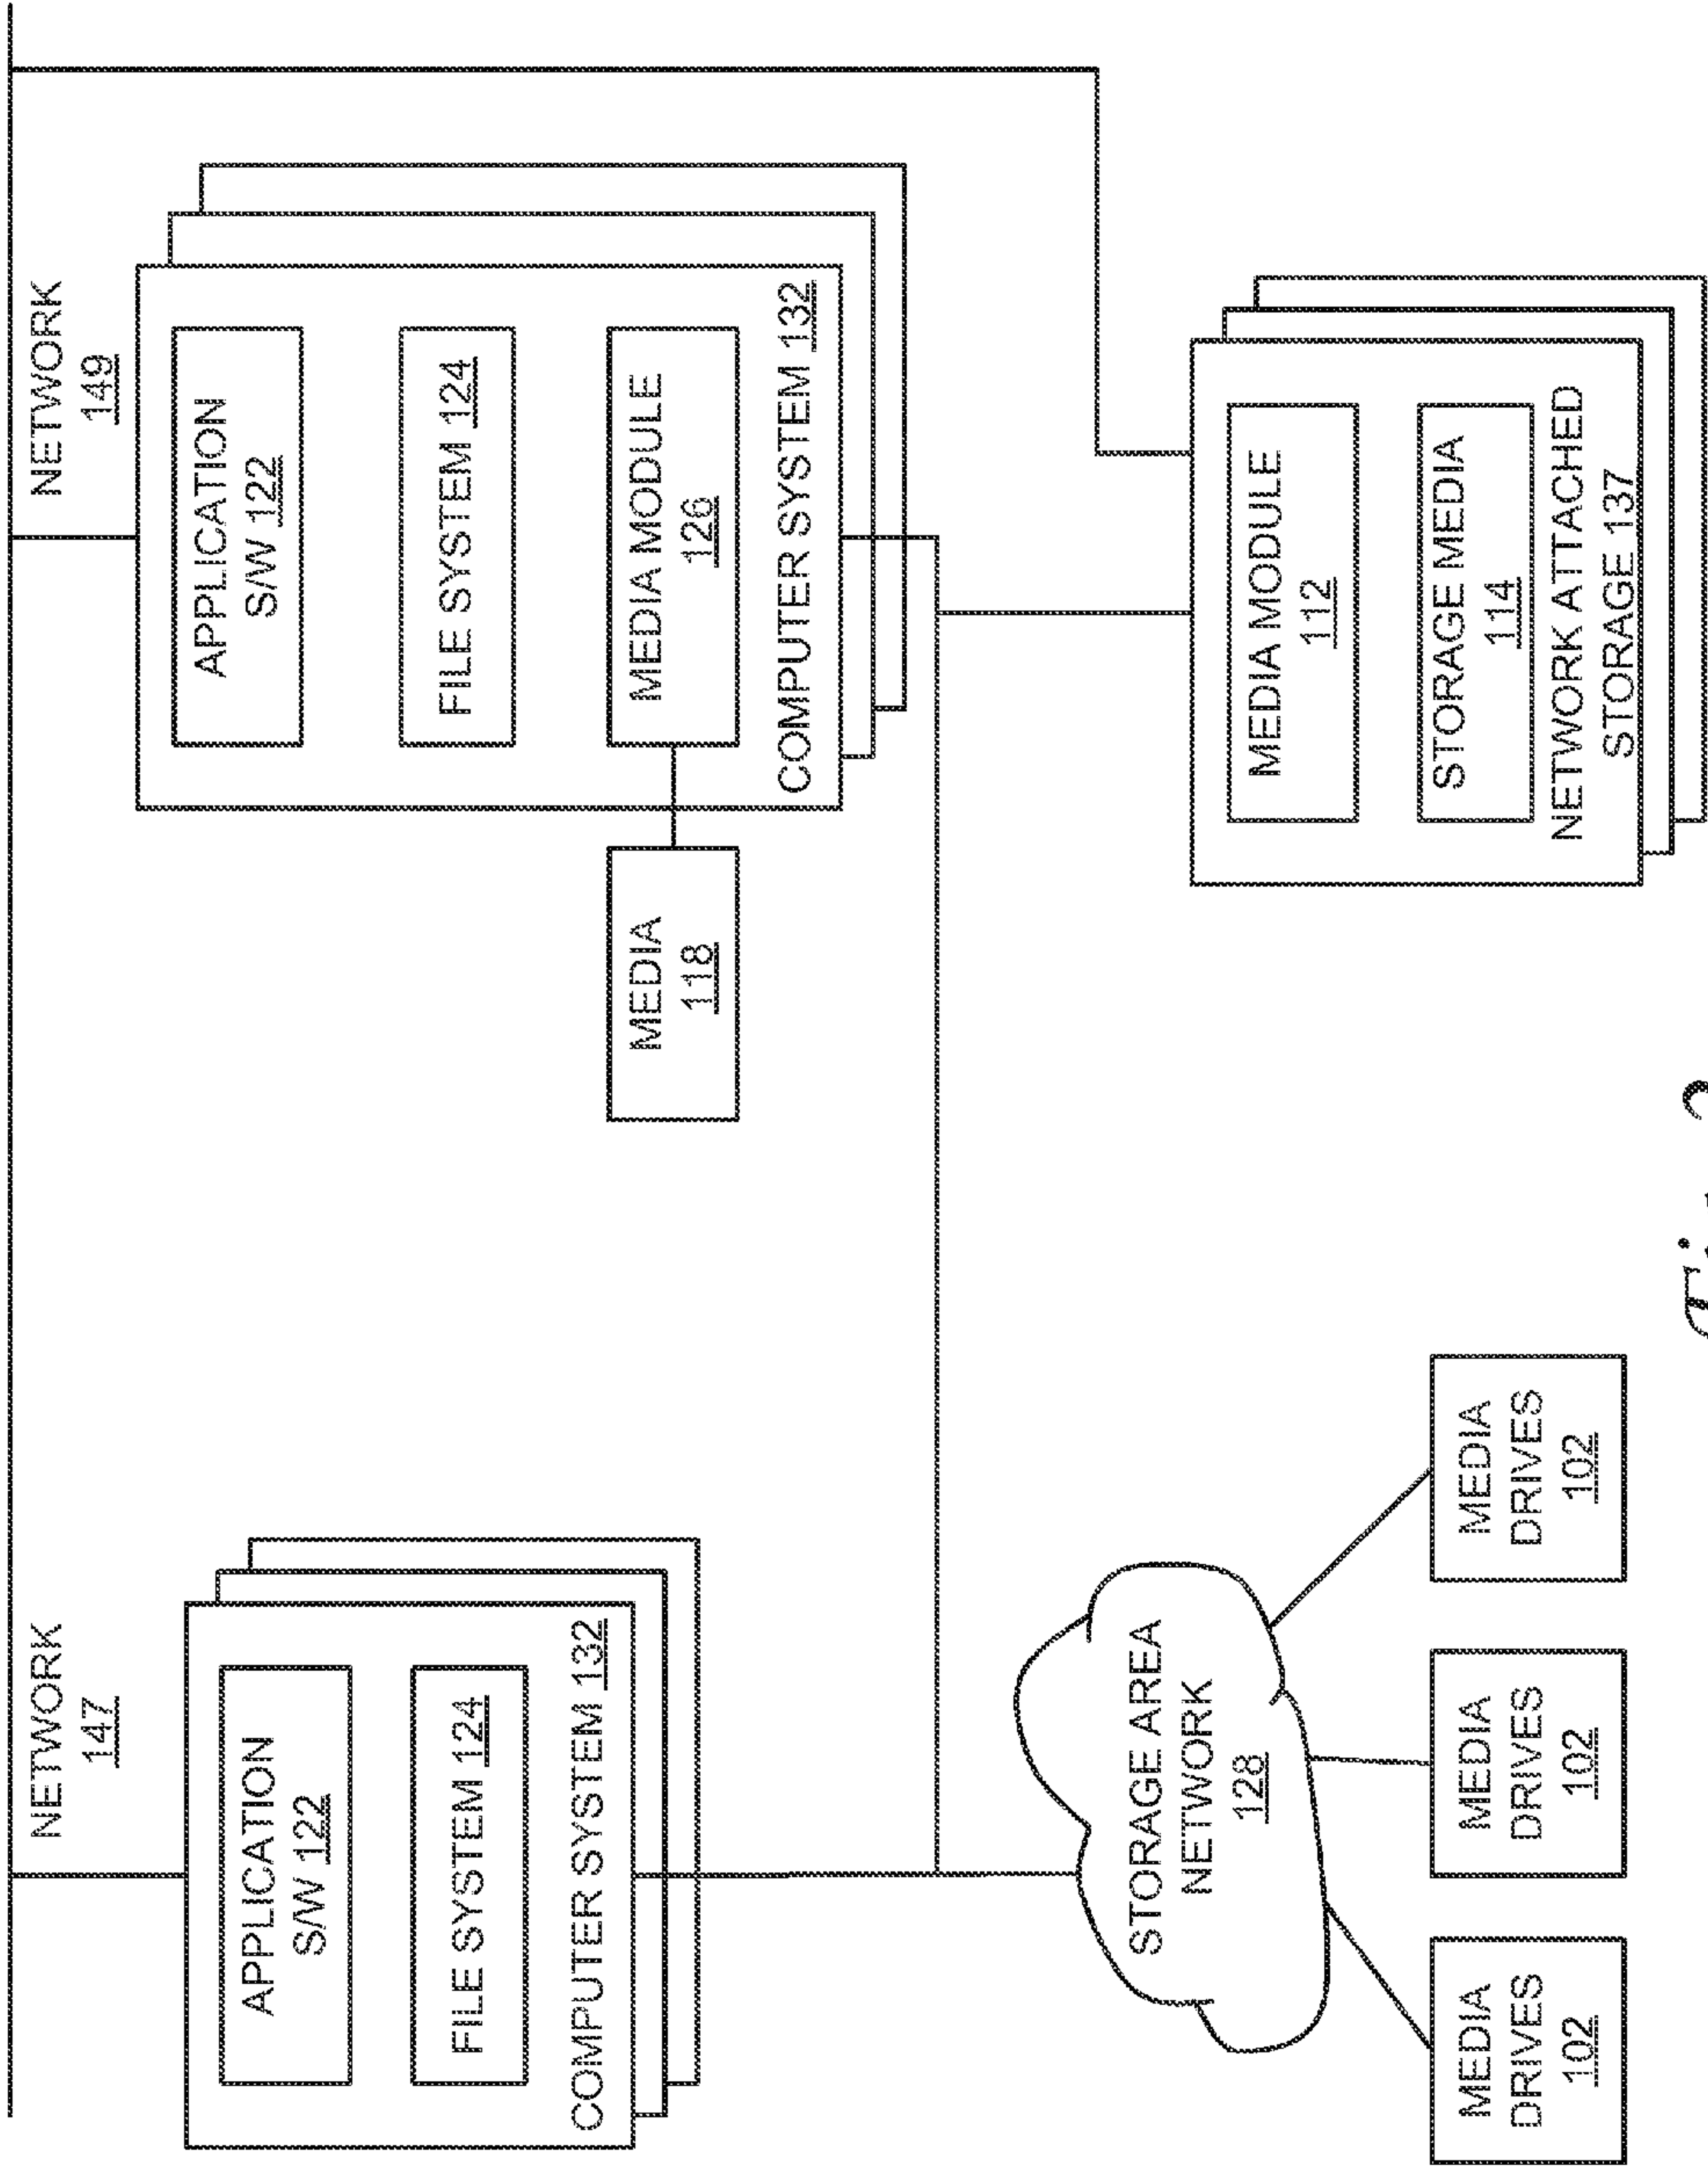 NETWORK
147
APPLICATION
S/W 122
FILE SYSTEM 124
COMPUTER SYSTEM 132
NETWORK
149
APPLICATION
S/W 122
FILE SYSTEM 124
MEDIA MODULE
126
COMPUTER SYSTEM 132
MEDIA
118
STORAGE AREA
NETWORK
128
MEDIA
DRIVES
102
MEDIA
DRIVES
102
MEDIA
DRIVES
102
MEDIA MODULE
112
STORAGE MEDIA
114
NETWORK ATTACHED
STORAGE 137